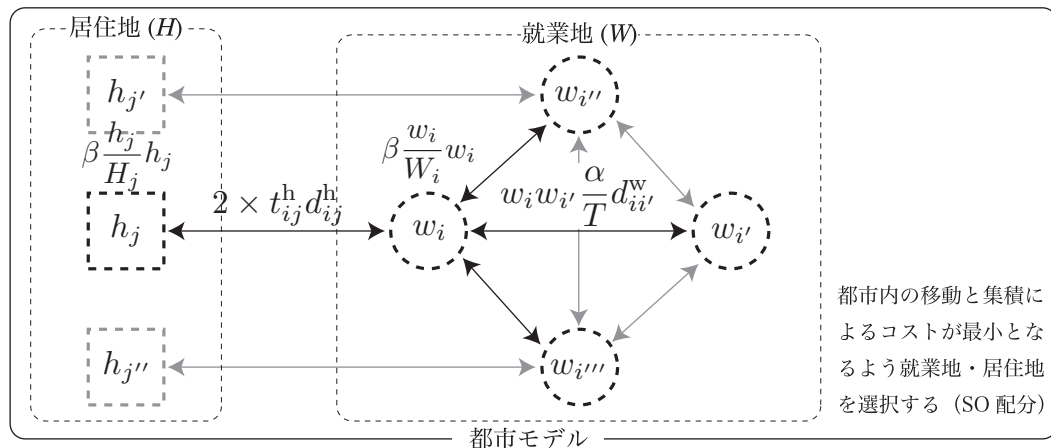 居住地 (H)
就業地 (W)
h_{j'}
w_{i''}
β\frac{h_j}{H_j}h_j
β\frac{w_i}{W_i}w_i
2 × t^h_{ij}d^h_{ij}
w_i w_{i'}\frac{α}{T}d^w_{ii'}
h_j
w_i
w_{i'}
h_{j''}
w_{i'''}
都市内の移動と集積に
よるコストが最小とな
るよう就業地・居住地
を選択する（SO 配分）
都市モデル